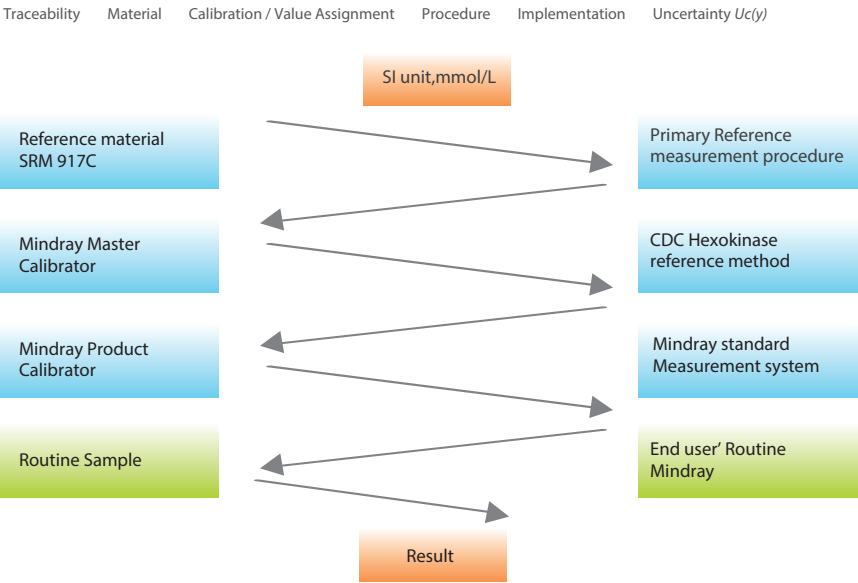 Traceability Material Calibration / Value Assignment Procedure Implementation Uncertainty Uc(y)
SI unit,mmol/L
Reference material
SRM 917C
Primary Reference
measurement procedure
Mindray Master
Calibrator
CDC Hexokinase
reference method
Mindray Product
Calibrator
Mindray standard
Measurement system
Routine Sample
End user’ Routine
Mindray
Result